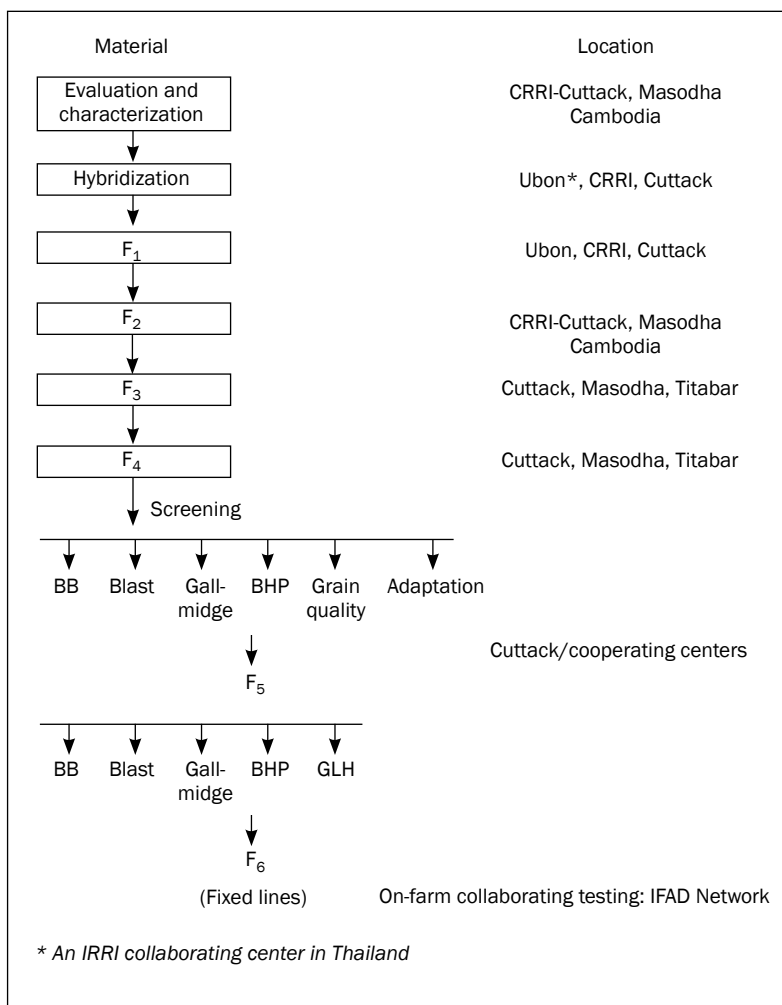 Material Location
Evaluation and
characterization
CRRI-Cuttack, Masodha
Cambodia
Hybridization
Ubon*, CRRI, Cuttack
F₁
Ubon, CRRI, Cuttack
F₂
CRRI-Cuttack, Masodha
Cambodia
F₃
Cuttack, Masodha, Titabar
F₄
Cuttack, Masodha, Titabar
Screening
BB Blast Gall- BHP Grain Adaptation
midge quality
Cuttack/cooperating centers
F₅
BB Blast Gall- BHP GLH
midge
F₆
(Fixed lines) On-farm collaborating testing: IFAD Network
* An IRRI collaborating center in Thailand